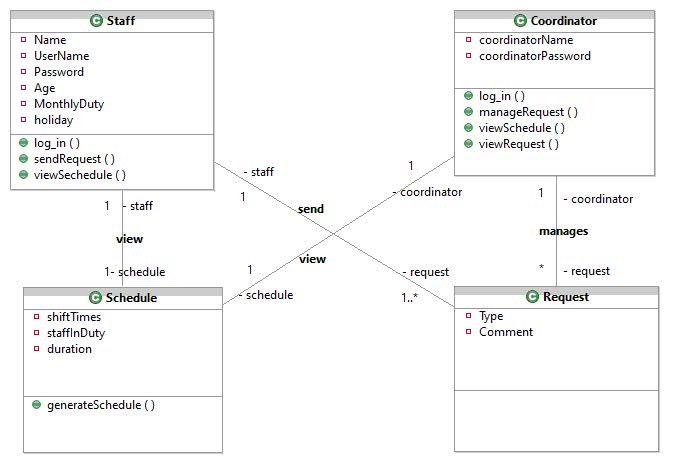 C Staff
Name
UserName
Password
Age
MonthlyDuty
holiday
log_in ( )
sendRequest ( )
viewSechedule ( )
C Coordinator
coordinatorName
coordinatorPassword
log_in ( )
manageRequest ( )
viewSchedule ( )
viewRequest ( )
1 - staff
view
1- schedule
- staff
1
send
- request
1..*
1
- coordinator
view
1
- schedule
1 - coordinator
manages
* - request
C Schedule
shiftTimes
staffInDuty
duration
generateSchedule ( )
C Request
Type
Comment